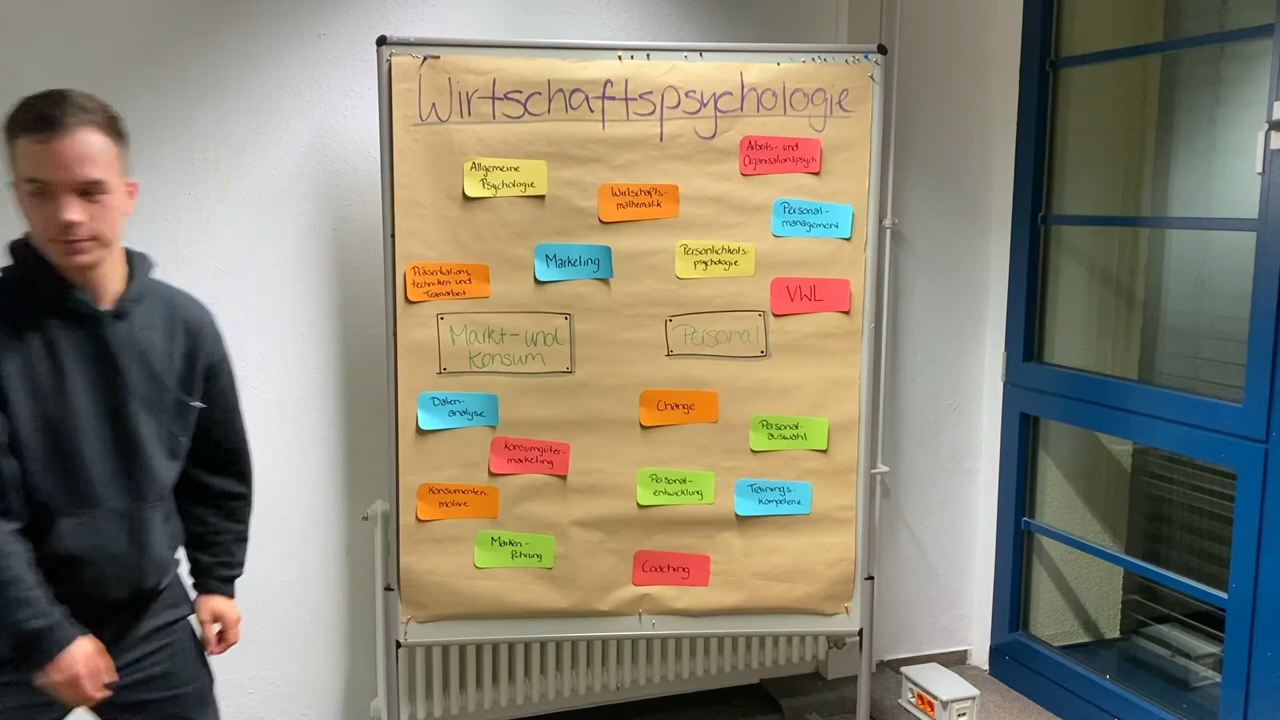 Wirtschaftspsychologie
Arbeits- und
Organisationspsych
Allgemeine
Psychologie
Wirtschafts-
mathematik
Personal-
management
Marketing
Persönlichkeits-
psychologie
Präsentations
techniken und
Teamarbeit
VWL
Markt- und
Konsum
Personal
Daten-
analyse
Change
Personal-
auswahl
Konsumgüter-
marketing
Personal-
entwicklung
Trainings-
kompetenz
Konsumenten-
motive
Marken-
führung
Coaching